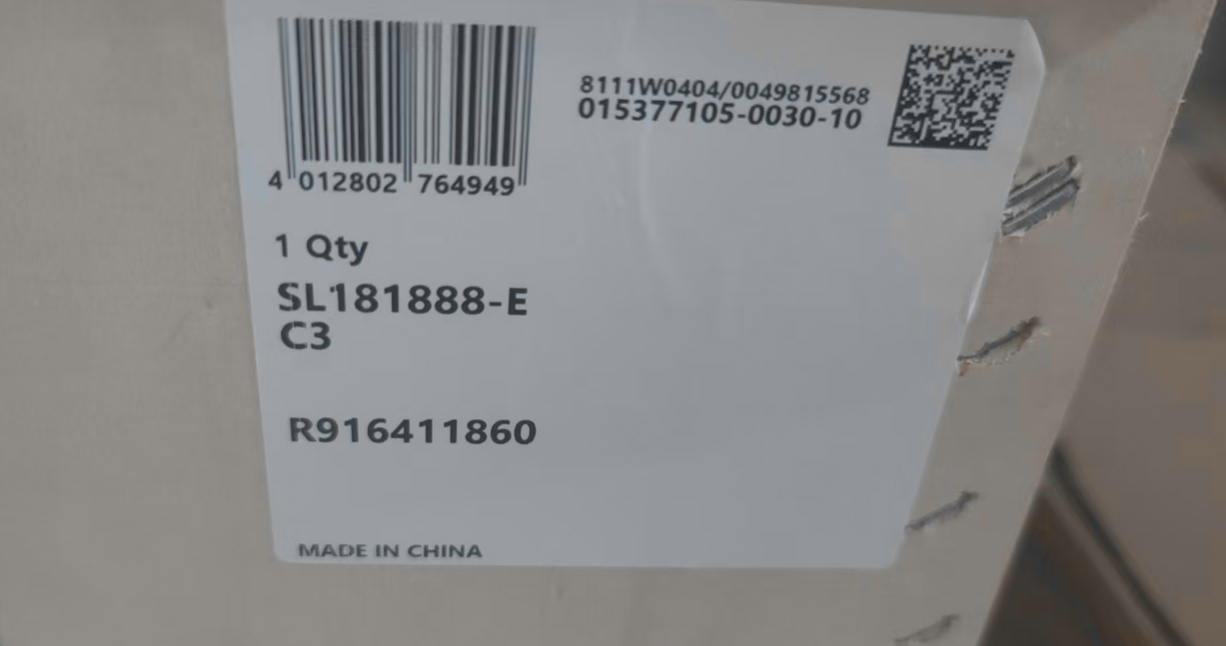 8111W0404/0049815568
015377105-0030-10
4 012802 764949
1 Qty
SL181888-E
C3
R916411860
MADE IN CHINA